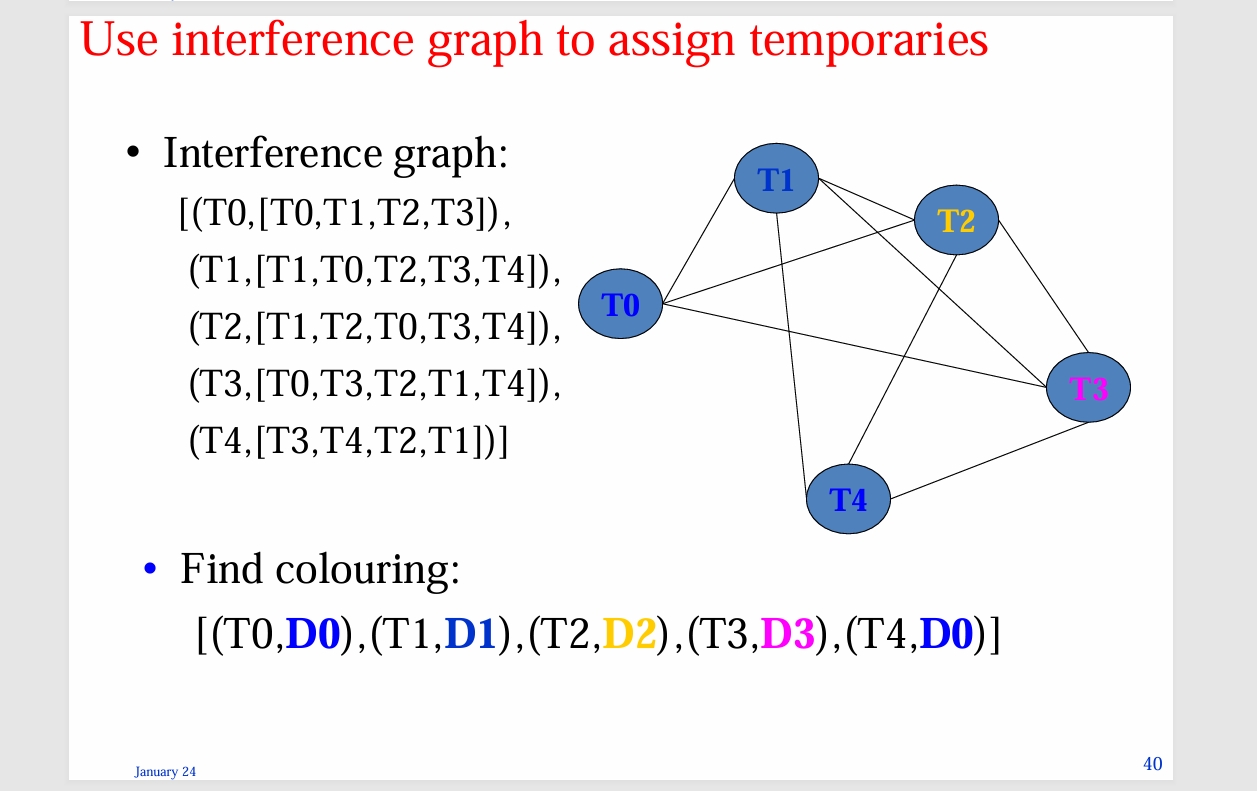 Use interference graph to assign temporaries
• Interference graph:
[(T0,[T0,T1,T2,T3]),
(T1,[T1,T0,T2,T3,T4]),
(T2,[T1,T2,T0,T3,T4]),
(T3,[T0,T3,T2,T1,T4]),
(T4,[T3,T4,T2,T1])]
T1
T2
T0
T3
T4
• Find colouring:
[(T0,D0),(T1,D1),(T2,D2),(T3,D3),(T4,D0)]
January 24
40